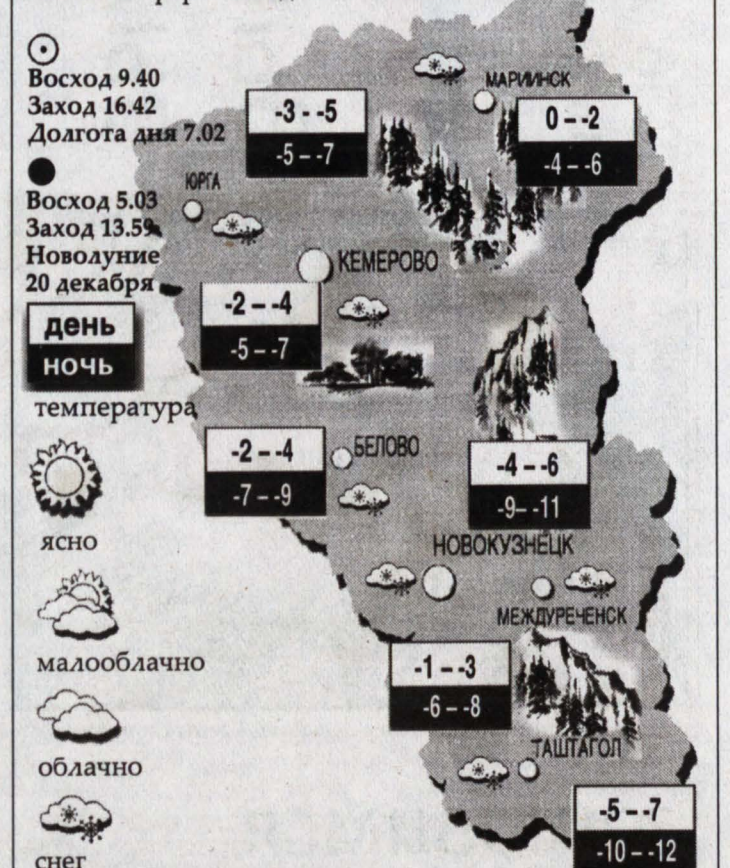 Восход 9.40
Заход 16.42
Долгота дня 7.02
Восход 5.03
Заход 13.59
Новолуние
20 декабря
день
ночь
температура
ясно
малооблачно
облачно
снег
МАРИИНСК
-3 - -5
-5 – -7
0 – -2
-4 – -6
ЮРГА
КЕМЕРОВО
-2 – -4
-5 – -7
БЕЛОВО
-2 – -4
-7 – -9
-4 – -6
-9– -11
НОВОКУЗНЕЦК
МЕЖДУРЕЧЕНСК
-1 – -3
-6 – -8
ТАШТАГОЛ
-5 – -7
-10 – -12